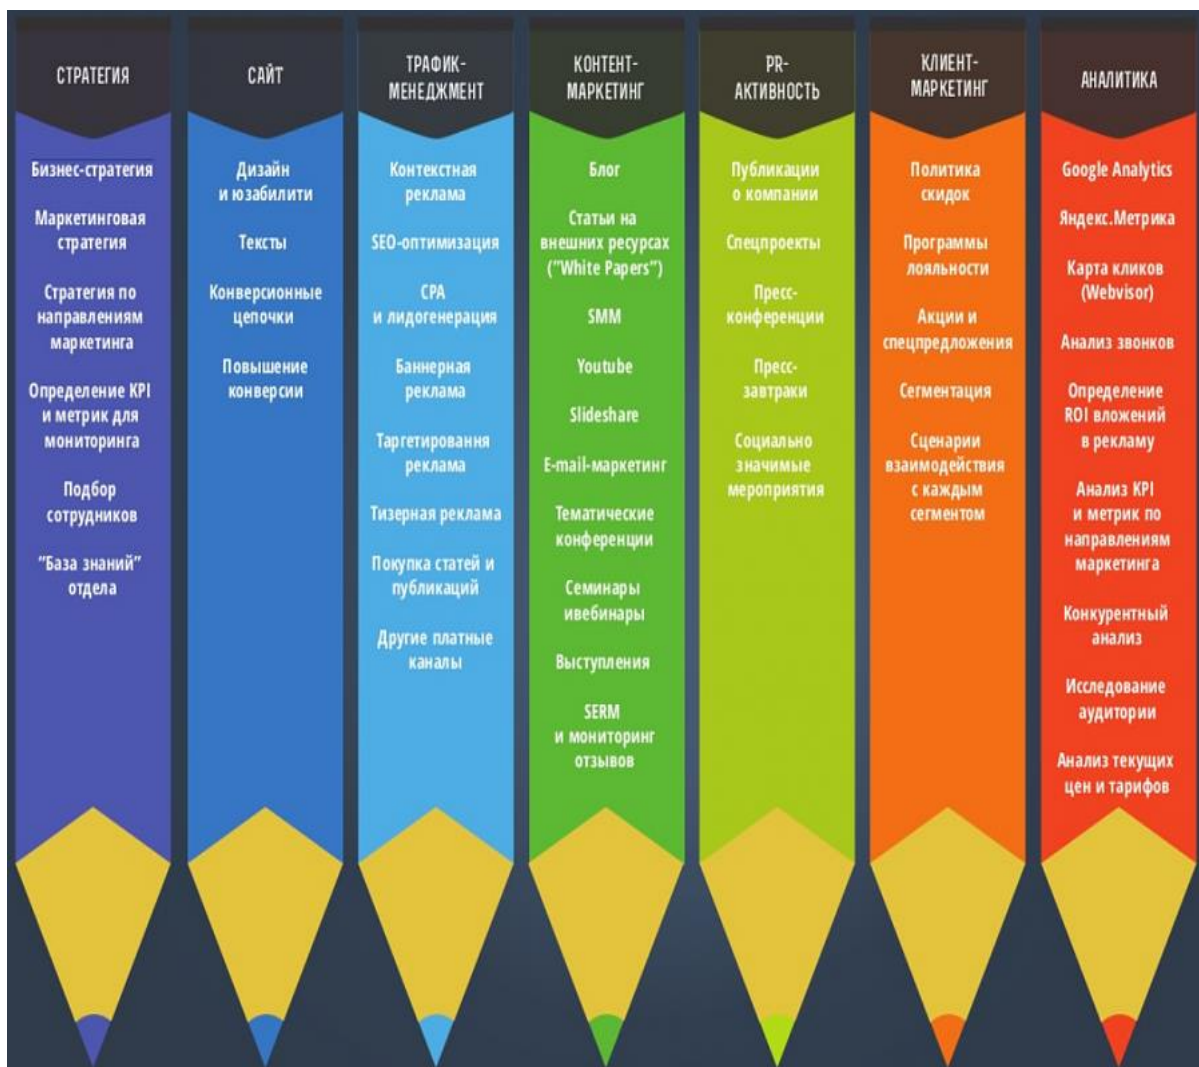 СТРАТЕГИЯ
Бизнес-стратегия
Маркетинговая
стратегия
Стратегия по
направлениям
маркетинга
Определение KPI
и метрик для
мониторинга
Подбор
сотрудников
"База знаний"
отдела
САЙТ
Дизайн
и юзабилити
Тексты
Конверсионные
цепочки
Повышение
конверсии
ТРАФИК-
МЕНЕДЖМЕНТ
Контекстная
реклама
SEO-оптимизация
CPA
и лидогенерация
Баннерная
реклама
Таргетировання
реклама
Тизерная реклама
Покупка статей и
публикаций
Другие платные
каналы
КОНТЕНТ-
МАРКЕТИНГ
Блог
Статьи на
внешних ресурсах
("White Papers")
SMM
Youtube
Slideshare
E-mail-маркетинг
Тематические
конференции
Семинары
ивебинары
Выступления
SERM
и мониторинг
отзывов
PR-
АКТИВНОСТЬ
Публикации
о компании
Спецпроекты
Пресс-
конференции
Пресс-
завтраки
Социально
значимые
мероприятия
КЛИЕНТ-
МАРКЕТИНГ
Политика
скидок
Программы
лояльности
Акции и
спецпредложения
Сегментация
Сценарии
взаимодействия
с каждым
сегментом
АНАЛИТИКА
Google Analytics
Яндекс.Метрика
Карта кликов
(Webvisor)
Анализ звонков
Определение
ROI вложений
в рекламу
Анализ KPI
и метрик по
направлениям
маркетинга
Конкурентный
анализ
Исследование
аудитории
Анализ текущих
цен и тарифов